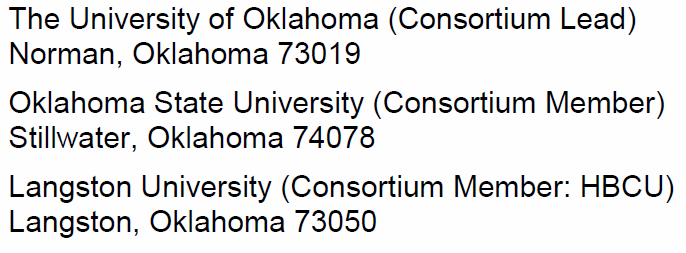 The University of Oklahoma (Consortium Lead)
Norman, Oklahoma 73019
Oklahoma State University (Consortium Member)
Stillwater, Oklahoma 74078
Langston University (Consortium Member: HBCU)
Langston, Oklahoma 73050